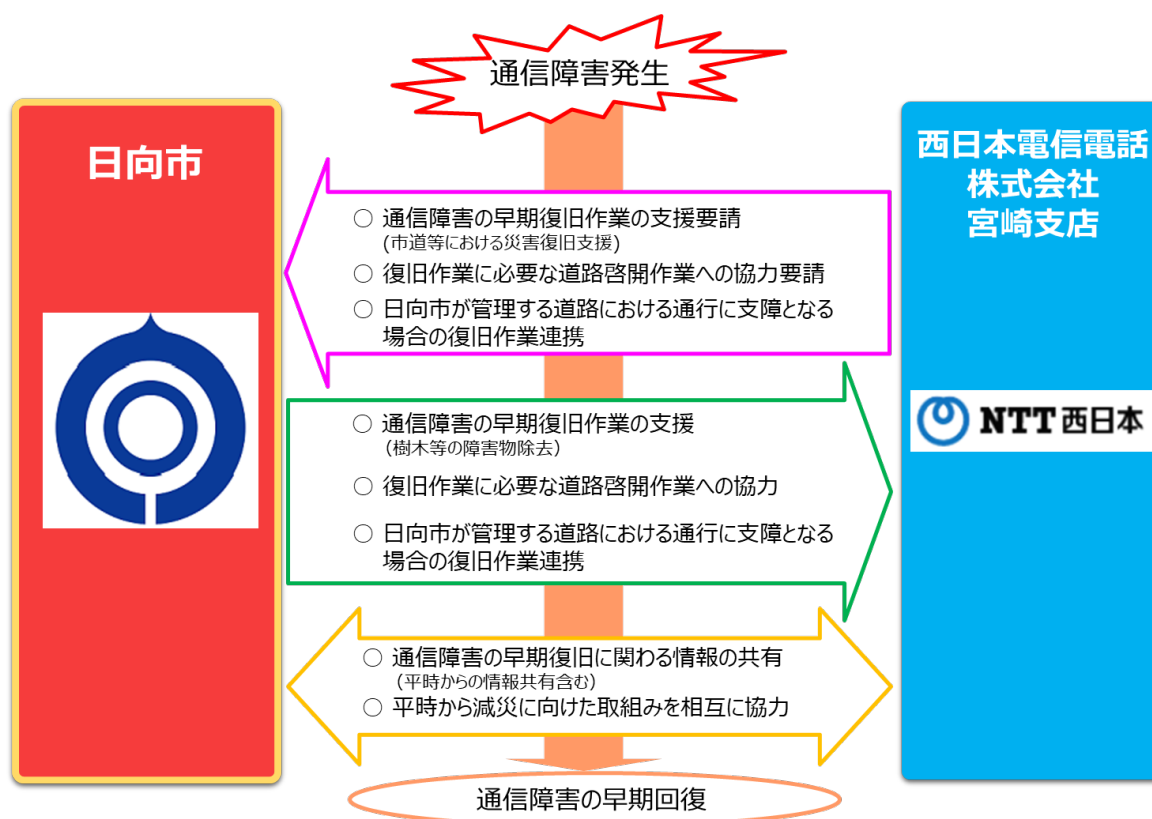 通信障害発生
日向市
西日本電信電話
株式会社
宮崎支店
○ 通信障害の早期復旧作業の支援要請
(市道等における災害復旧支援)
○ 復旧作業に必要な道路啓開作業への協力要請
○ 日向市が管理する道路における通行に支障となる
場合の復旧作業連携
○ 通信障害の早期復旧作業の支援
(樹木等の障害物除去)
○ 復旧作業に必要な道路啓開作業への協力
○ 日向市が管理する道路における通行に支障となる
場合の復旧作業連携
NTT西日本
○ 通信障害の早期復旧に関わる情報の共有
(平時からの情報共有含む)
○ 平時から減災に向けた取組みを相互に協力
通信障害の早期回復